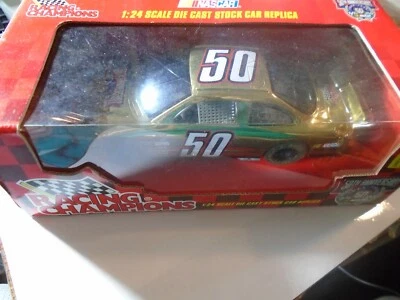 RACING
CHAMPIONS
NASCAR
1:24 SCALE DIE CAST STOCK CAR REPLICA
50
50
RACING
CHAMPIONS
1:24 SCALE DIE CAST STOCK CAR REPLICA